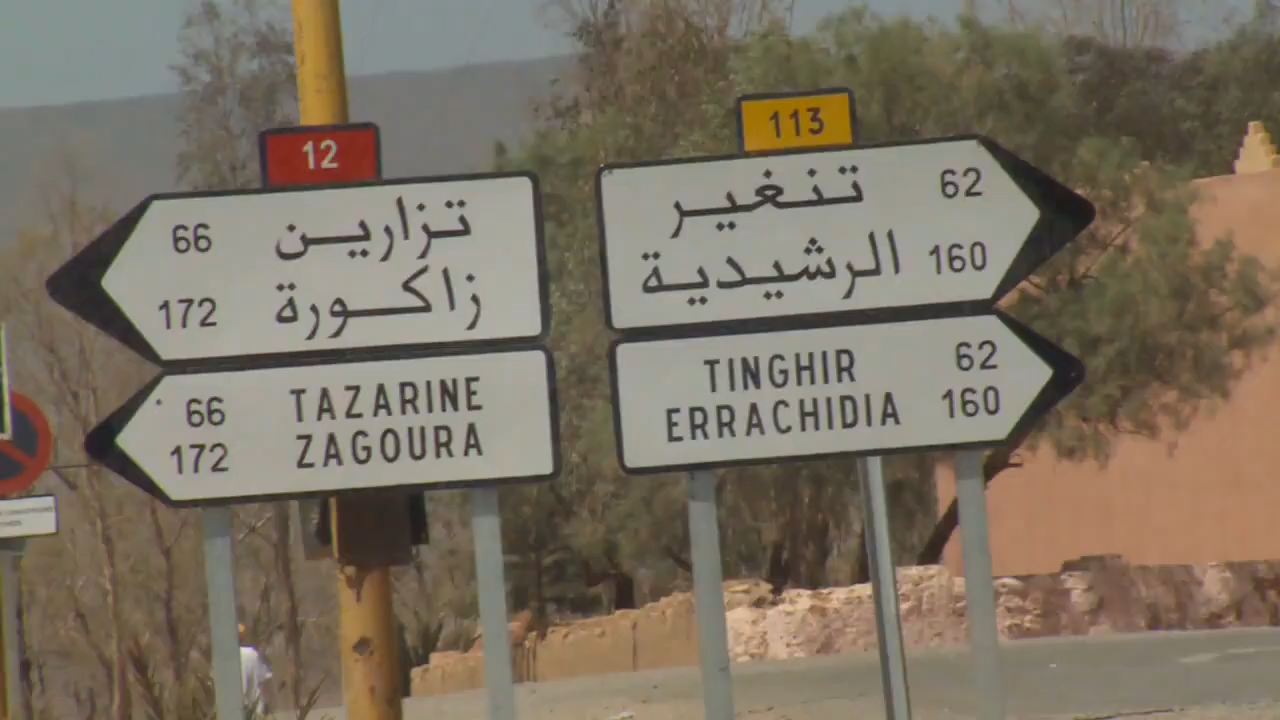 12
66 تزارين
172 زاكورة
66 TAZARINE
172 ZAGOURA
113
تنغير 62
الرشيدية 160
TINGHIR 62
ERRACHIDIA 160